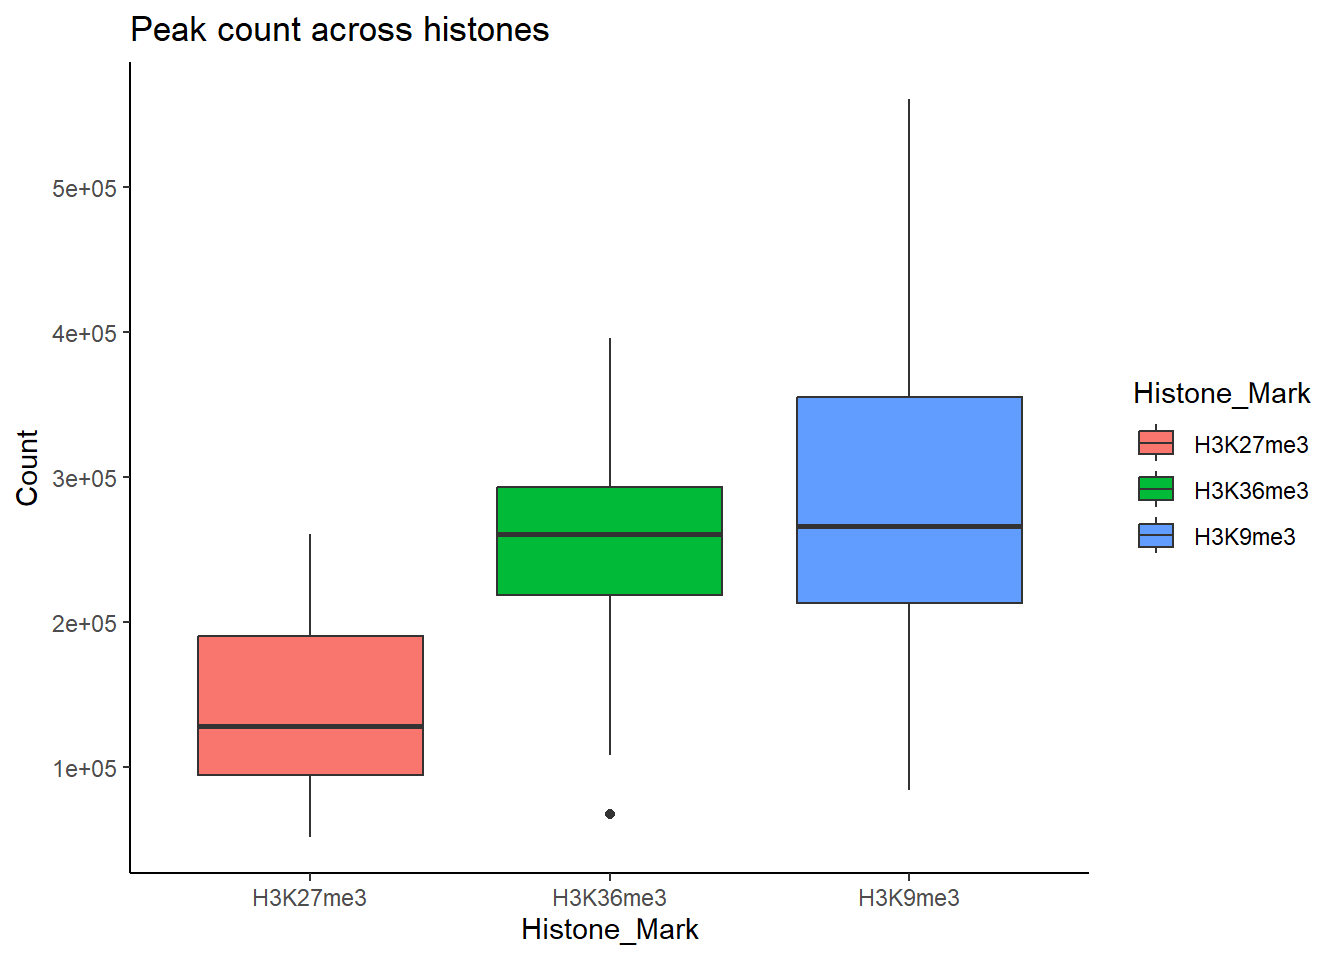 Peak count across histones
Count
5e+05
4e+05
3e+05
2e+05
1e+05
H3K27me3
H3K36me3
H3K9me3
Histone_Mark
Histone_Mark
H3K27me3
H3K36me3
H3K9me3